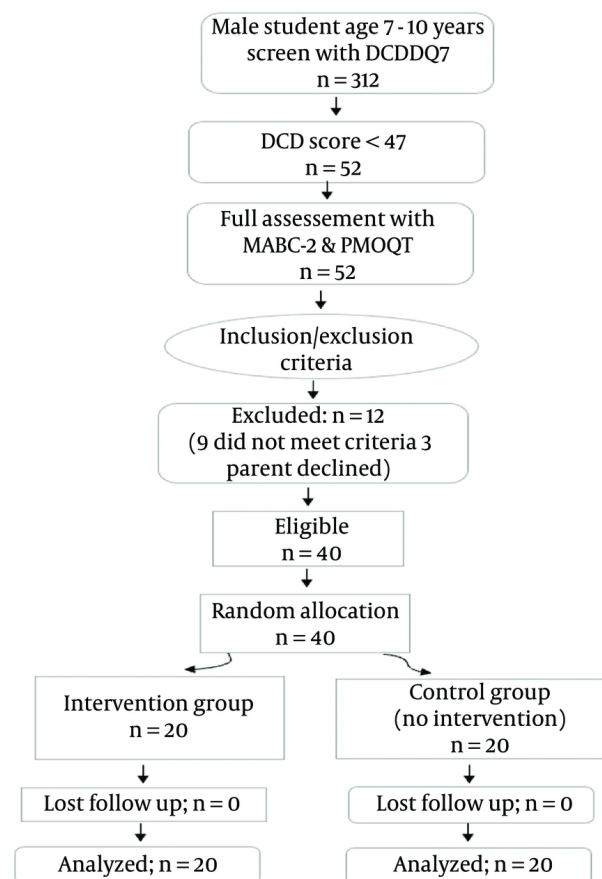 Male student age 7-10 years
screen with DCDDQ7
n = 312
DCD score < 47
n = 52
Full assessement with
MABC-2 & PMOQT
n = 52
Inclusion/exclusion
criteria
Excluded: n = 12
(9 did not meet criteria 3
parent declined)
Eligible
n = 40
Random allocation
n = 40
Intervention group
n = 20
Control group
(no intervention)
n = 20
Lost follow up; n = 0
Lost follow up; n = 0
Analyzed; n = 20
Analyzed; n = 20